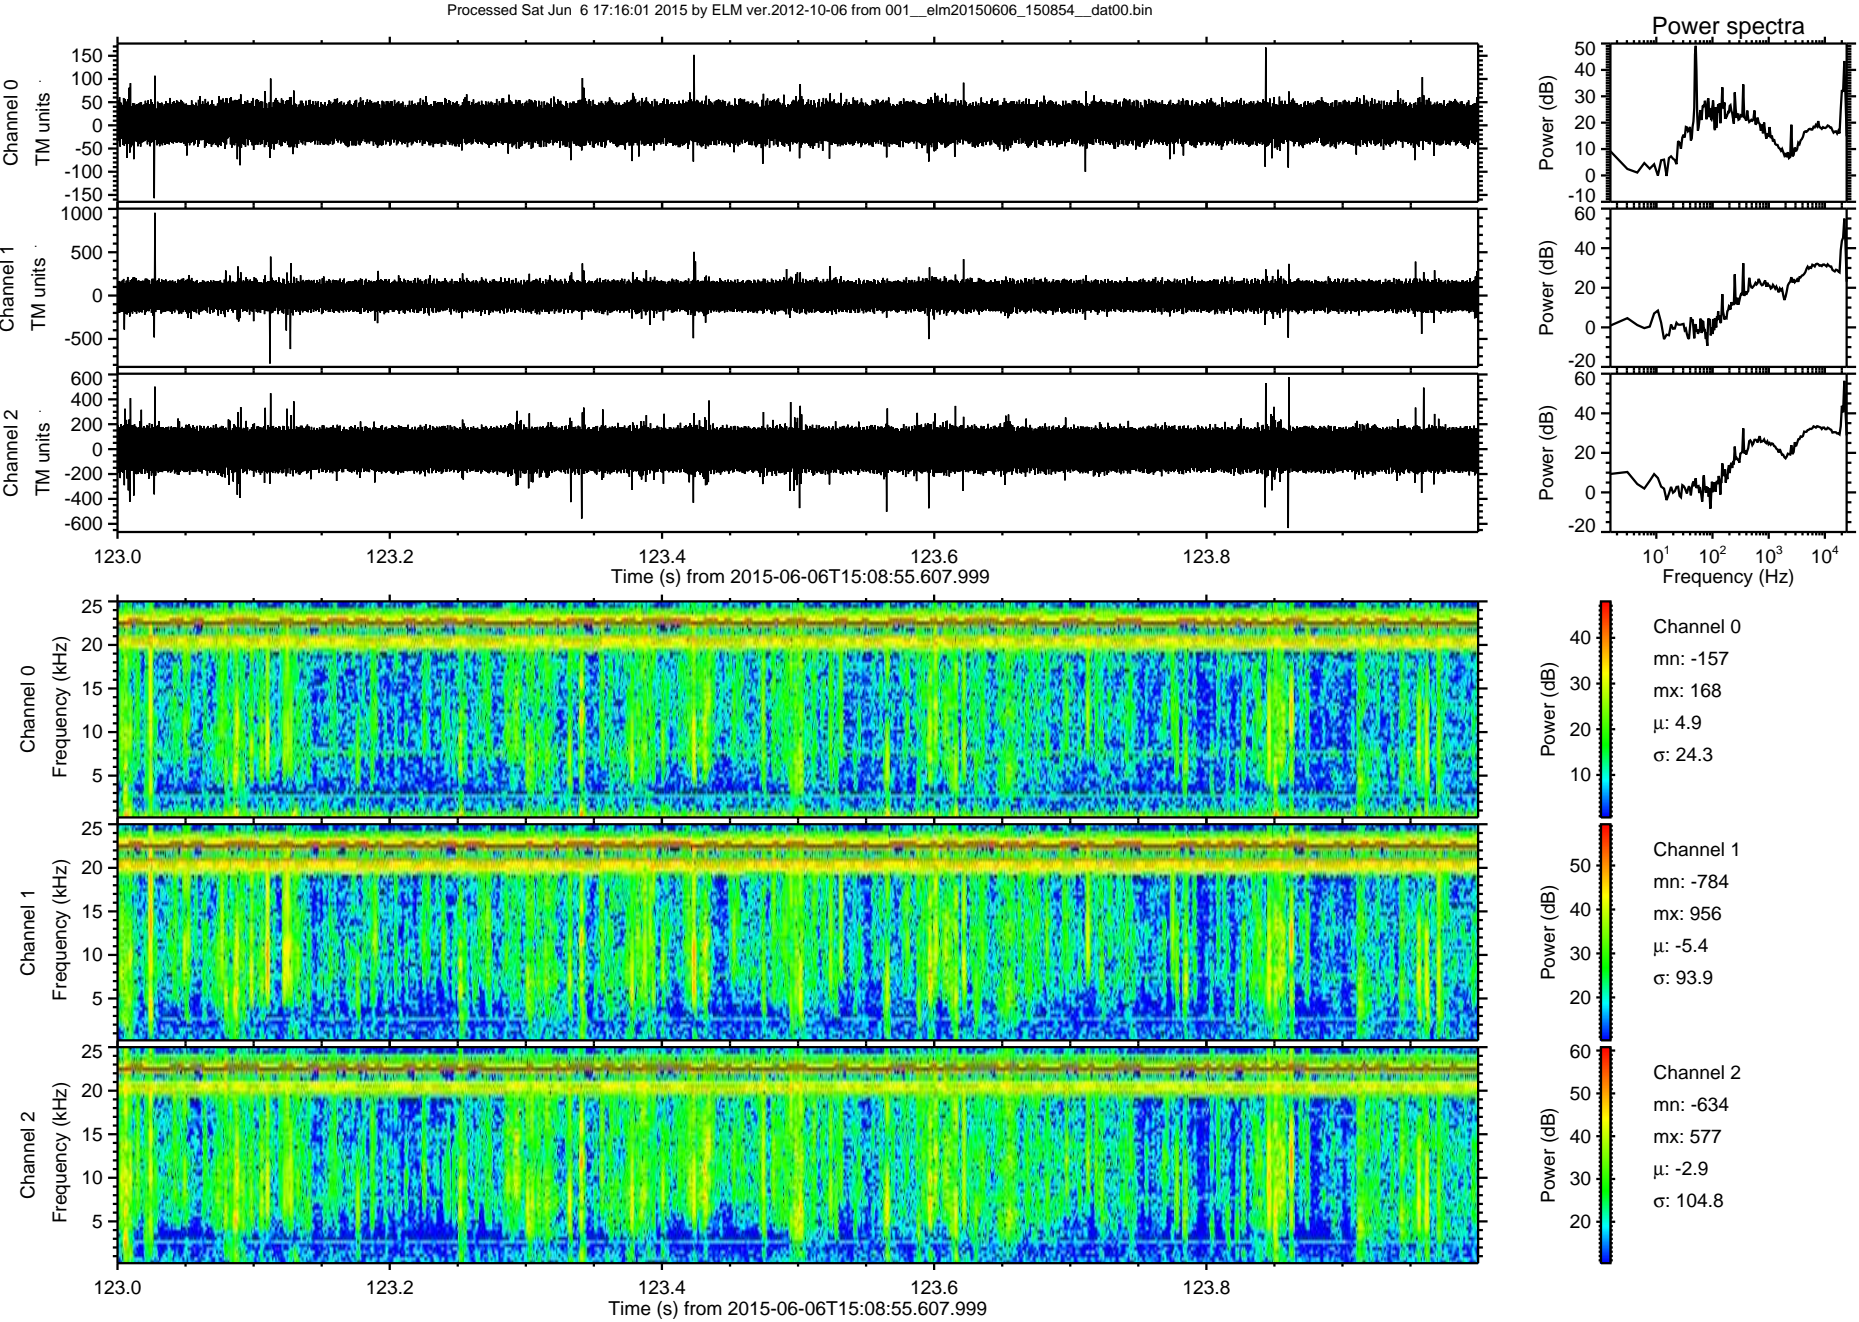 Processed Sat Jun  6 17:16:01 2015 by ELM ver.2012-10-06 from 001__elm20150606_150854__dat00.bin
Power spectra
Channel 0
TM units
150
100
50
0
-50
-100
-150
Power (dB)
50
40
30
20
10
0
-10
Channel 1
TM units
1000
500
0
-500
Power (dB)
60
40
20
0
-20
Channel 2
TM units
600
400
200
0
-200
-400
-600
Power (dB)
60
40
20
0
-20
123.0 123.2 123.4 123.6 123.8
Time (s) from 2015-06-06T15:08:55.607.999
10¹ 10² 10³ 10⁴
Frequency (Hz)
Channel 0
Frequency (kHz)
25
20
15
10
5
Power (dB)
40
30
20
10
Channel 0
mn: -157
mx: 168
μ: 4.9
σ: 24.3
Channel 1
Frequency (kHz)
25
20
15
10
5
Power (dB)
50
40
30
20
Channel 1
mn: -784
mx: 956
μ: -5.4
σ: 93.9
Channel 2
Frequency (kHz)
25
20
15
10
5
Power (dB)
60
50
40
30
20
Channel 2
mn: -634
mx: 577
μ: -2.9
σ: 104.8
123.0 123.2 123.4 123.6 123.8
Time (s) from 2015-06-06T15:08:55.607.999